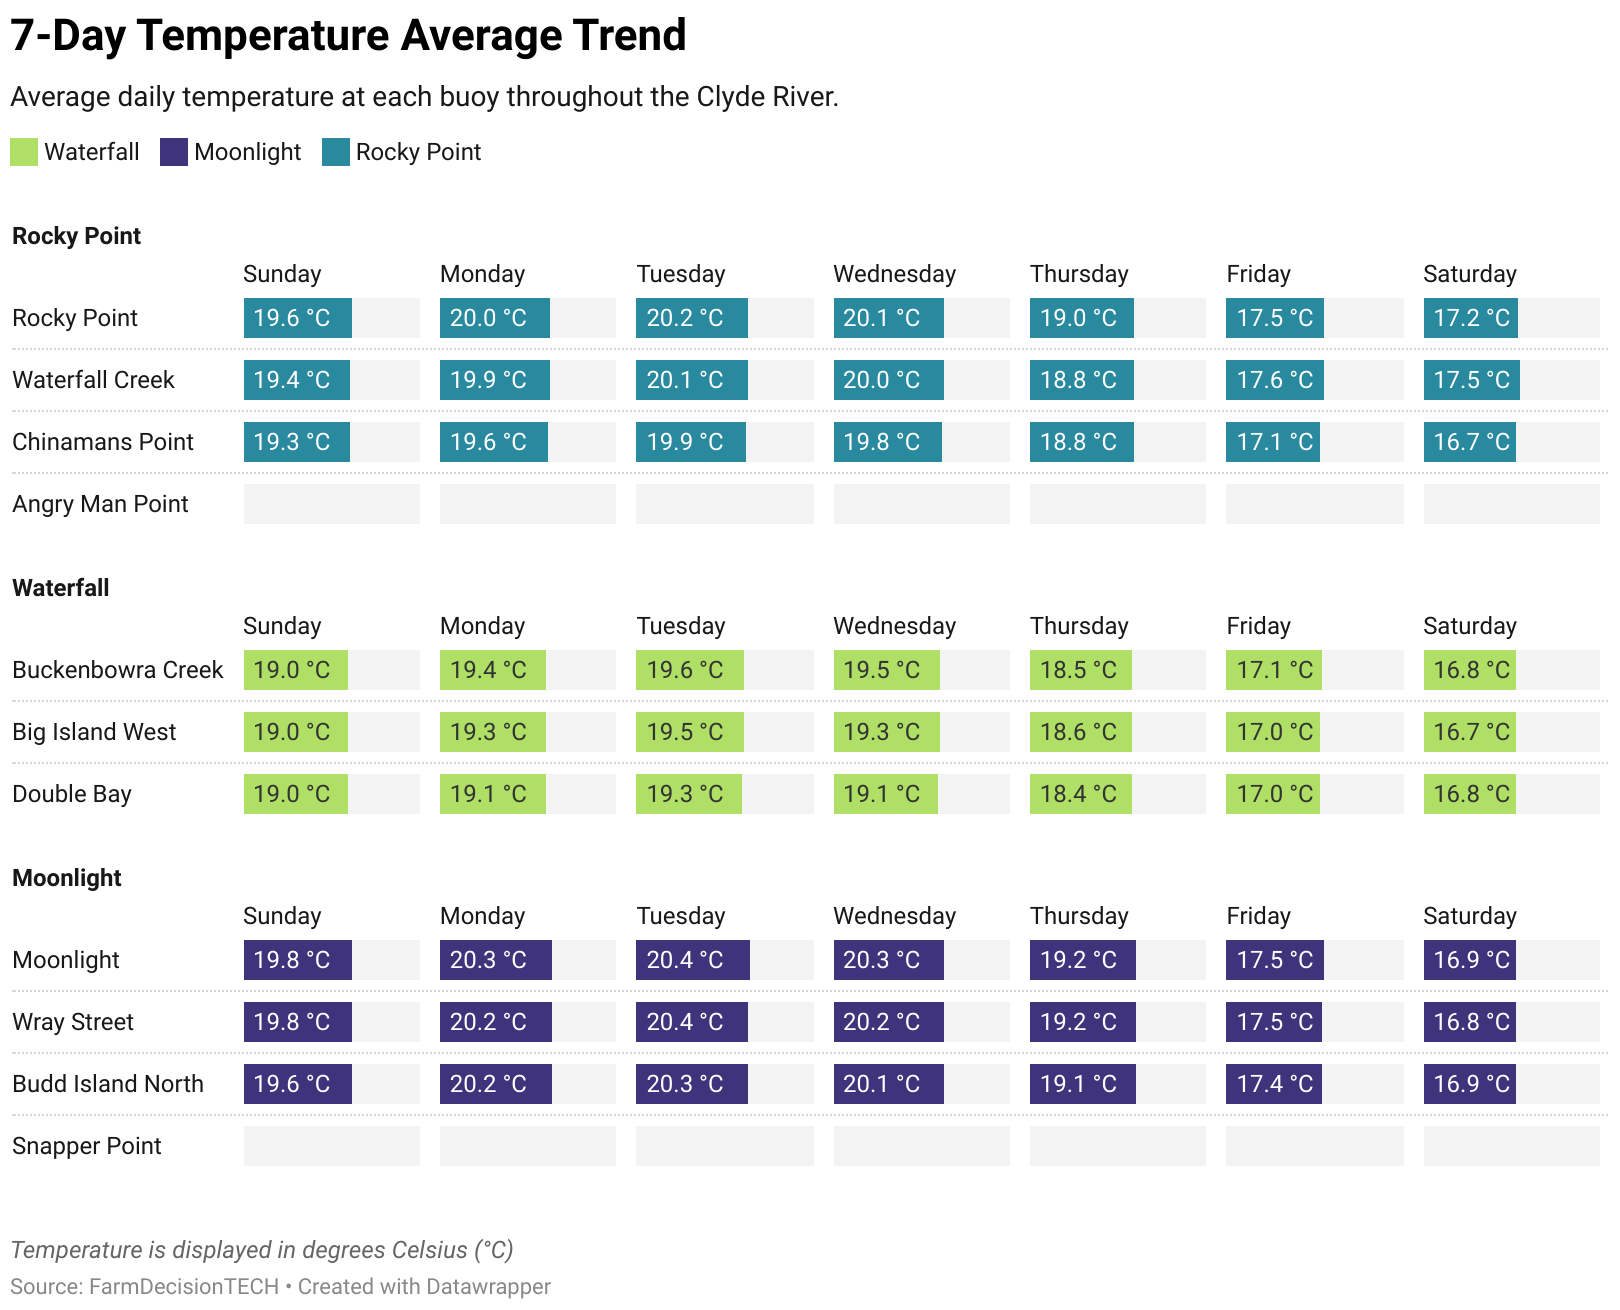 7-Day Temperature Average Trend
Average daily temperature at each buoy throughout the Clyde River.
Waterfall Moonlight Rocky Point
Rocky Point
Sunday Monday Tuesday Wednesday Thursday Friday Saturday
Rocky Point 19.6 °C 20.0 °C 20.2 °C 20.1 °C 19.0 °C 17.5 °C 17.2 °C
Waterfall Creek 19.4 °C 19.9 °C 20.1 °C 20.0 °C 18.8 °C 17.6 °C 17.5 °C
Chinamans Point 19.3 °C 19.6 °C 19.9 °C 19.8 °C 18.8 °C 17.1 °C 16.7 °C
Angry Man Point
Waterfall
Sunday Monday Tuesday Wednesday Thursday Friday Saturday
Buckenbowra Creek 19.0 °C 19.4 °C 19.6 °C 19.5 °C 18.5 °C 17.1 °C 16.8 °C
Big Island West 19.0 °C 19.3 °C 19.5 °C 19.3 °C 18.6 °C 17.0 °C 16.7 °C
Double Bay 19.0 °C 19.1 °C 19.3 °C 19.1 °C 18.4 °C 17.0 °C 16.8 °C
Moonlight
Sunday Monday Tuesday Wednesday Thursday Friday Saturday
Moonlight 19.8 °C 20.3 °C 20.4 °C 20.3 °C 19.2 °C 17.5 °C 16.9 °C
Wray Street 19.8 °C 20.2 °C 20.4 °C 20.2 °C 19.2 °C 17.5 °C 16.8 °C
Budd Island North 19.6 °C 20.2 °C 20.3 °C 20.1 °C 19.1 °C 17.4 °C 16.9 °C
Snapper Point
Temperature is displayed in degrees Celsius (°C)
Source: FarmDecisionTECH • Created with Datawrapper